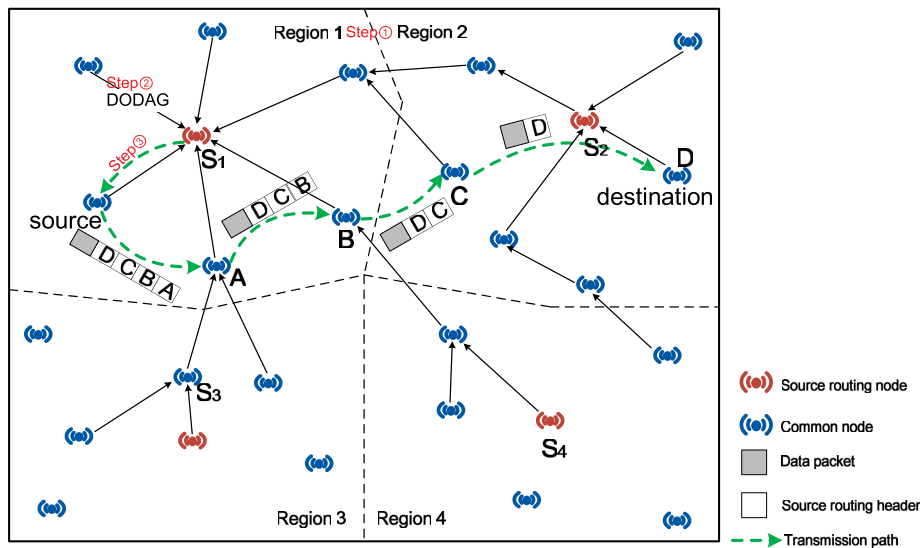 Region 1 Step① Region 2
Step②
DODAG
Step③
S1
S2
D
D
C
destination
D C B
source
B
D C
D C B A
A
S3
S4
Region 3
Region 4
Source routing node
Common node
Data packet
Source routing header
Transmission path